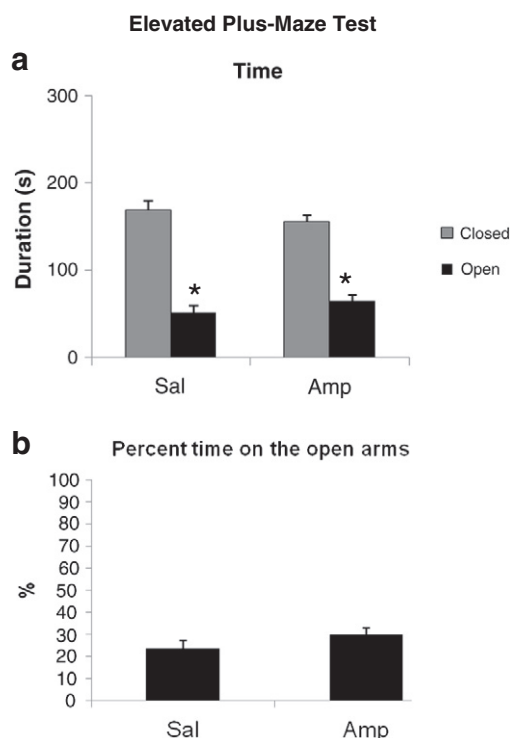 Elevated Plus-Maze Test
a
Time
300
200
100
0
Duration (s)
*
*
Closed
Open
Sal
Amp
b
Percent time on the open arms
100
90
80
70
60
50
40
30
20
10
0
%
Sal
Amp